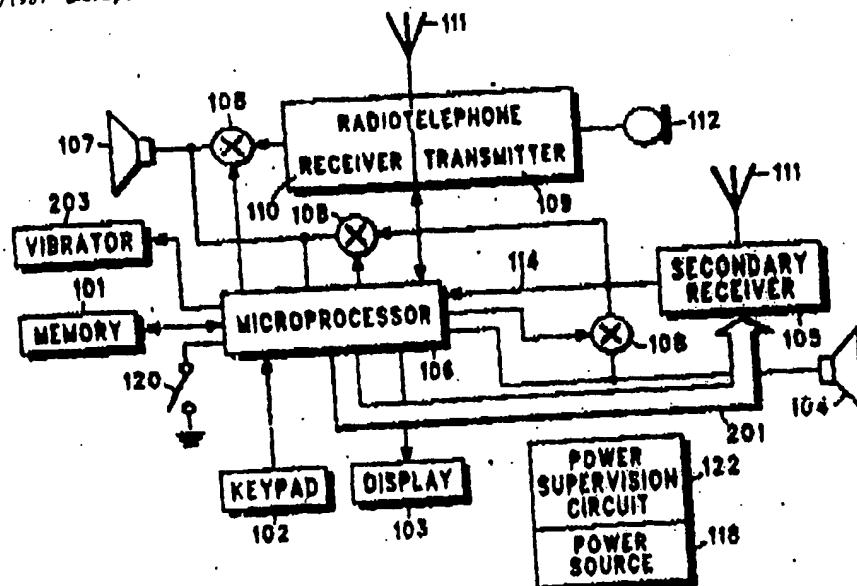 111
108
107
RADIOTELEPHONE
RECEIVER TRANSMITTER
112
110
109
111
203
108
VIBRATOR
114
SECONDARY
RECEIVER
101
MICROPROCESSOR
MEMORY
108
105
106
120
104
201
KEYPAD
DISPLAY
POWER
SUPERVISION
CIRCUIT
122
102
103
POWER
SOURCE
118